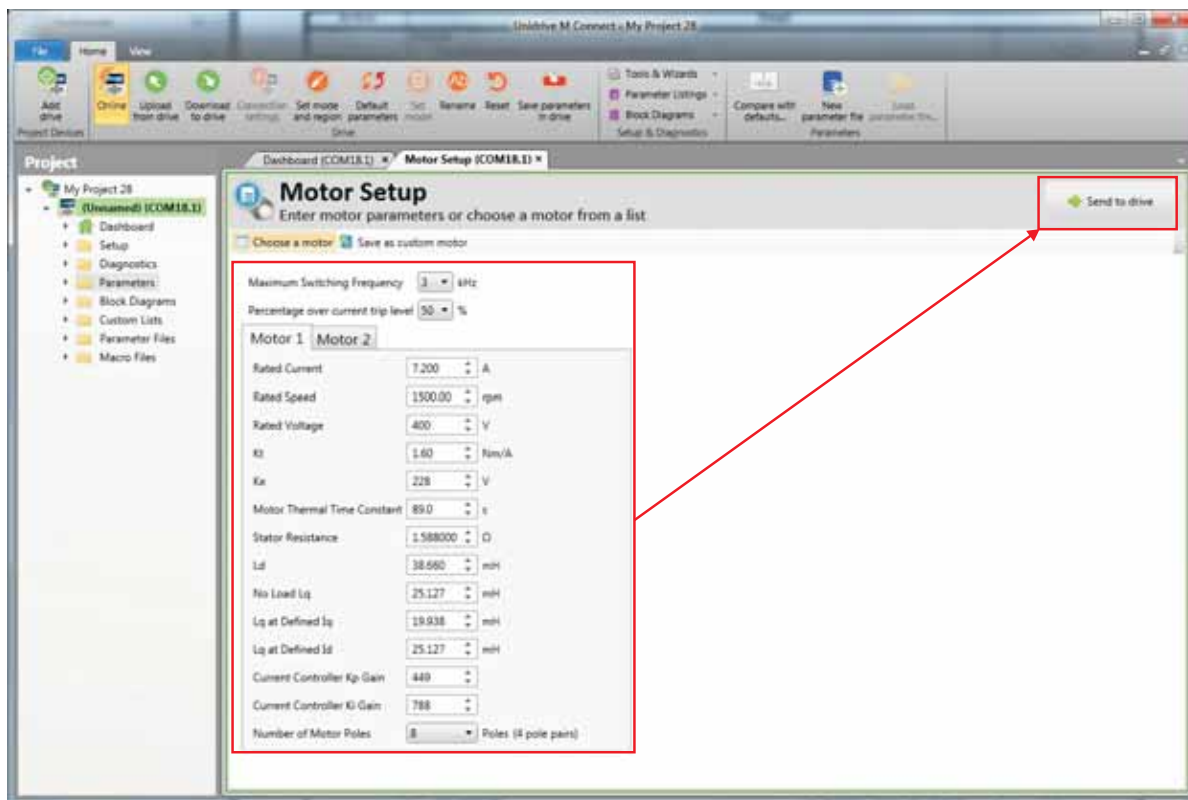 Unidrive M Connect - My Project 28
File Home View
Add drive
Online
Upload from drive
Download to drive
Connection settings
Set mode and region
Default parameters
Set model
Rename
Reset
Save parameters in drive
Tools & Wizards
Parameter Listings
Block Diagrams
Compare with defaults...
New parameter file
Project Devices
Drive
Setup & Diagnostics
Parameters
Project
Dashboard (COM18.1) Motor Setup (COM18.1)
My Project 28
(Unnamed) (COM18.1)
Dashboard
Setup
Diagnostics
Parameters
Block Diagrams
Custom Lists
Parameter Files
Macro Files
Motor Setup
Enter motor parameters or choose a motor from a list
Send to drive
Choose a motor Save as custom motor
Maximum Switching Frequency 3 kHz
Percentage over current trip level 50 %
Motor 1 Motor 2
Rated Current 7.200 A
Rated Speed 1500.00 rpm
Rated Voltage 400 V
Kt 1.60 Nm/A
Ke 228 V
Motor Thermal Time Constant 89.0 s
Stator Resistance 1.588000 Ω
Ld 38.660 mH
No Load Lq 25.127 mH
Lq at Defined Iq 19.938 mH
Lq at Defined Id 25.127 mH
Current Controller Kp Gain 449
Current Controller Ki Gain 788
Number of Motor Poles 8 Poles (4 pole pairs)